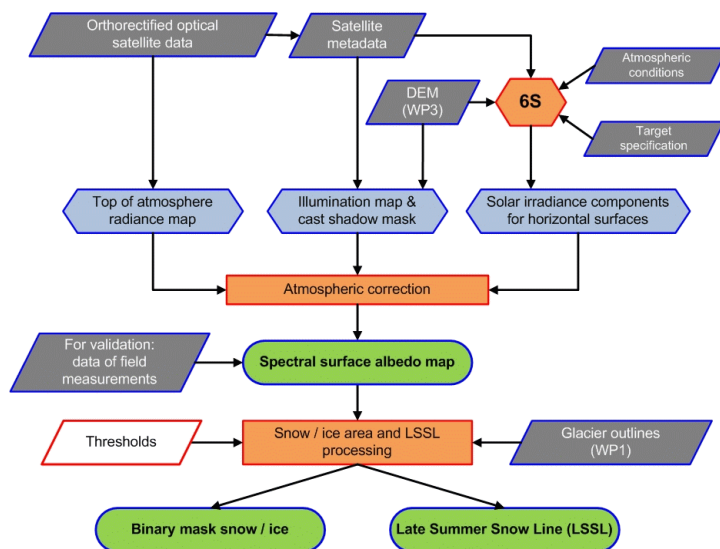 Orthorectified optical
satellite data
Satellite
metadata
Atmospheric
conditions
DEM
(WP3)
6S
Target
specification
Top of atmosphere
radiance map
Illumination map &
cast shadow mask
Solar irradiance components
for horizontal surfaces
Atmospheric correction
For validation:
data of field
measurements
Spectral surface albedo map
Thresholds
Snow / ice area and LSSL
processing
Glacier outlines
(WP1)
Binary mask snow / ice
Late Summer Snow Line (LSSL)